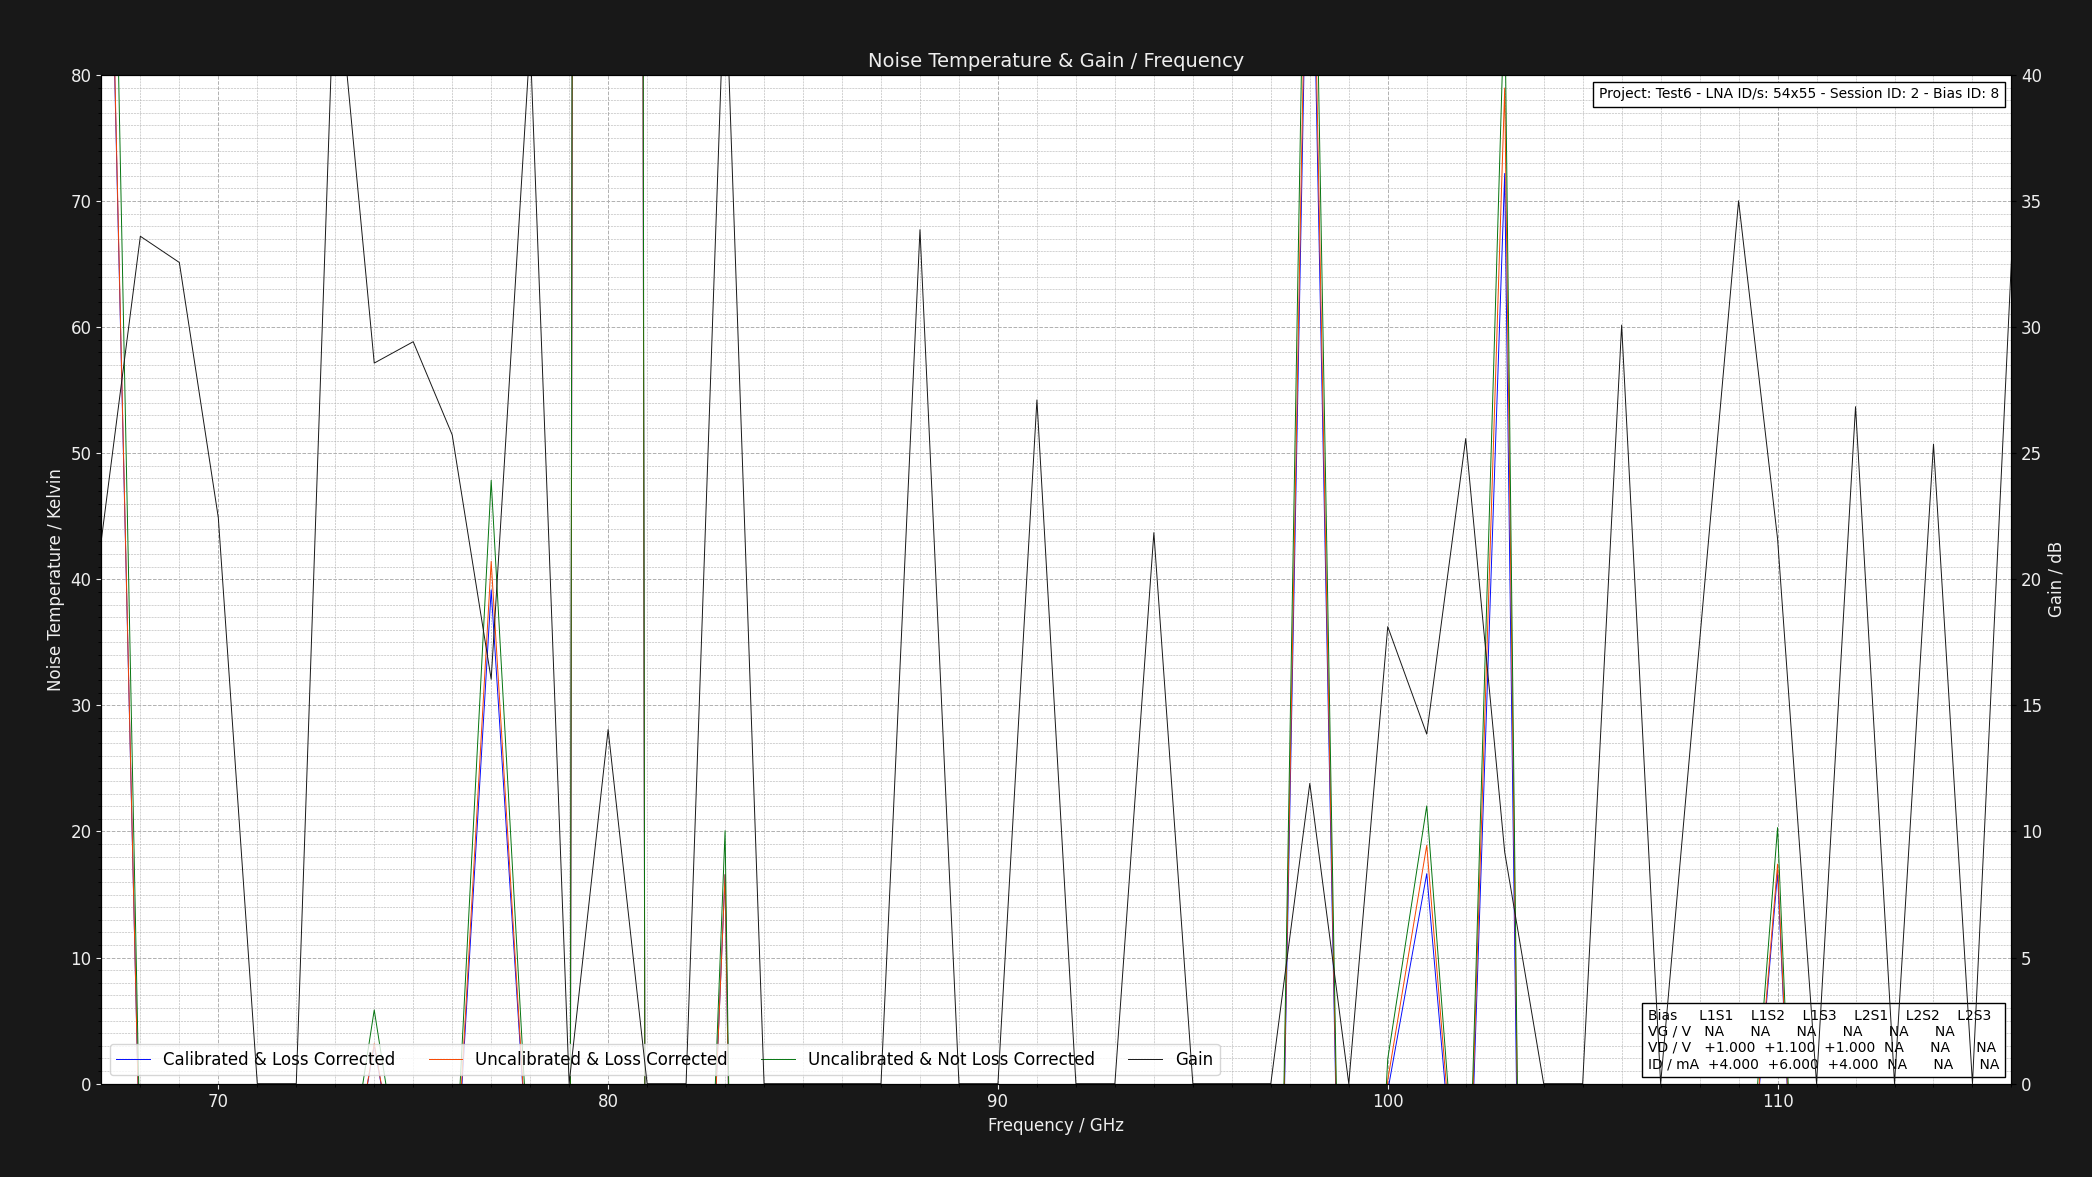 Noise Temperature & Gain / Frequency
Project: Test6 - LNA ID/s: 54x55 - Session ID: 2 - Bias ID: 8
80
70
60
50
40
30
20
10
0
Noise Temperature / Kelvin
40
35
30
25
20
15
10
5
0
Gain / dB
Bias L1S1 L1S2 L1S3 L2S1 L2S2 L2S3
VG / V NA NA NA NA NA NA
VD / V +1.000 +1.100 +1.000 NA NA NA
ID / mA +4.000 +6.000 +4.000 NA NA NA
Calibrated & Loss Corrected Uncalibrated & Loss Corrected Uncalibrated & Not Loss Corrected Gain
70 80 90 100 110
Frequency / GHz